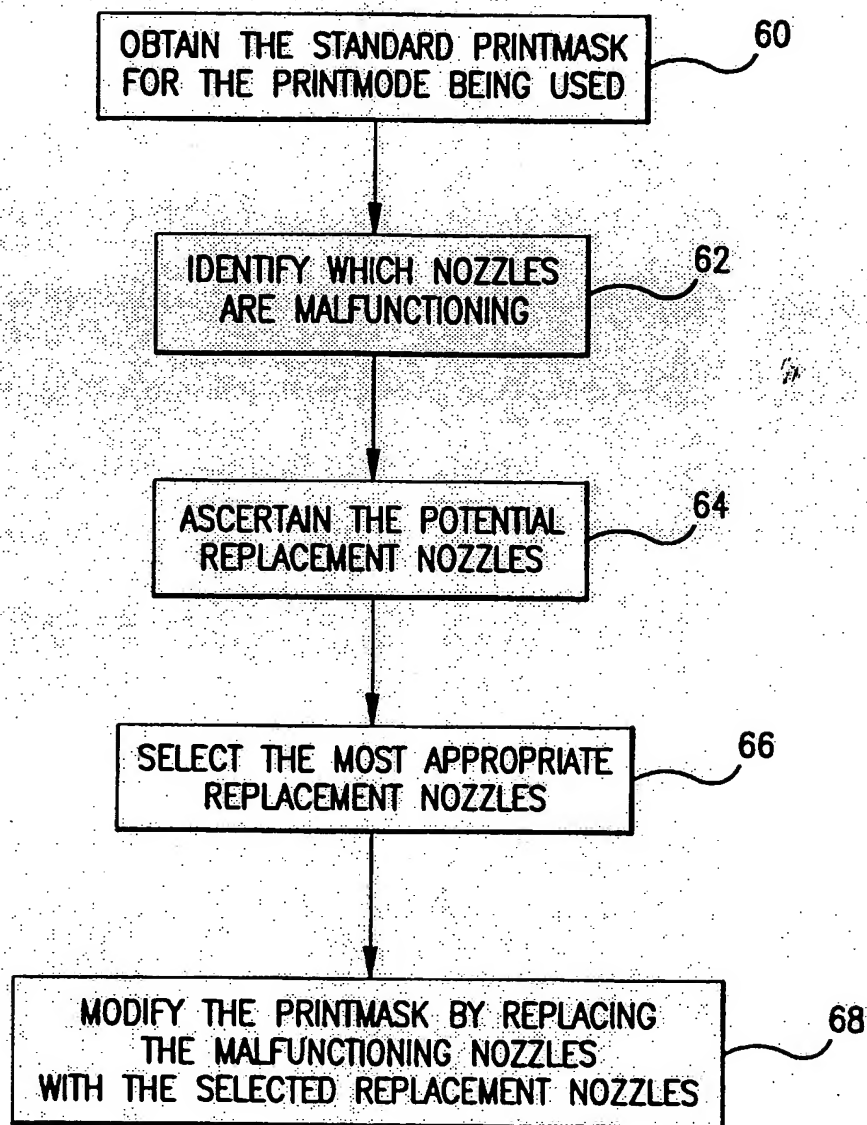 OBTAIN THE STANDARD PRINTMASK
FOR THE PRINTMODE BEING USED
60
IDENTIFY WHICH NOZZLES
ARE MALFUNCTIONING
62
ASCERTAIN THE POTENTIAL
REPLACEMENT NOZZLES
64
SELECT THE MOST APPROPRIATE
REPLACEMENT NOZZLES
66
MODIFY THE PRINTMASK BY REPLACING
THE MALFUNCTIONING NOZZLES
WITH THE SELECTED REPLACEMENT NOZZLES
68